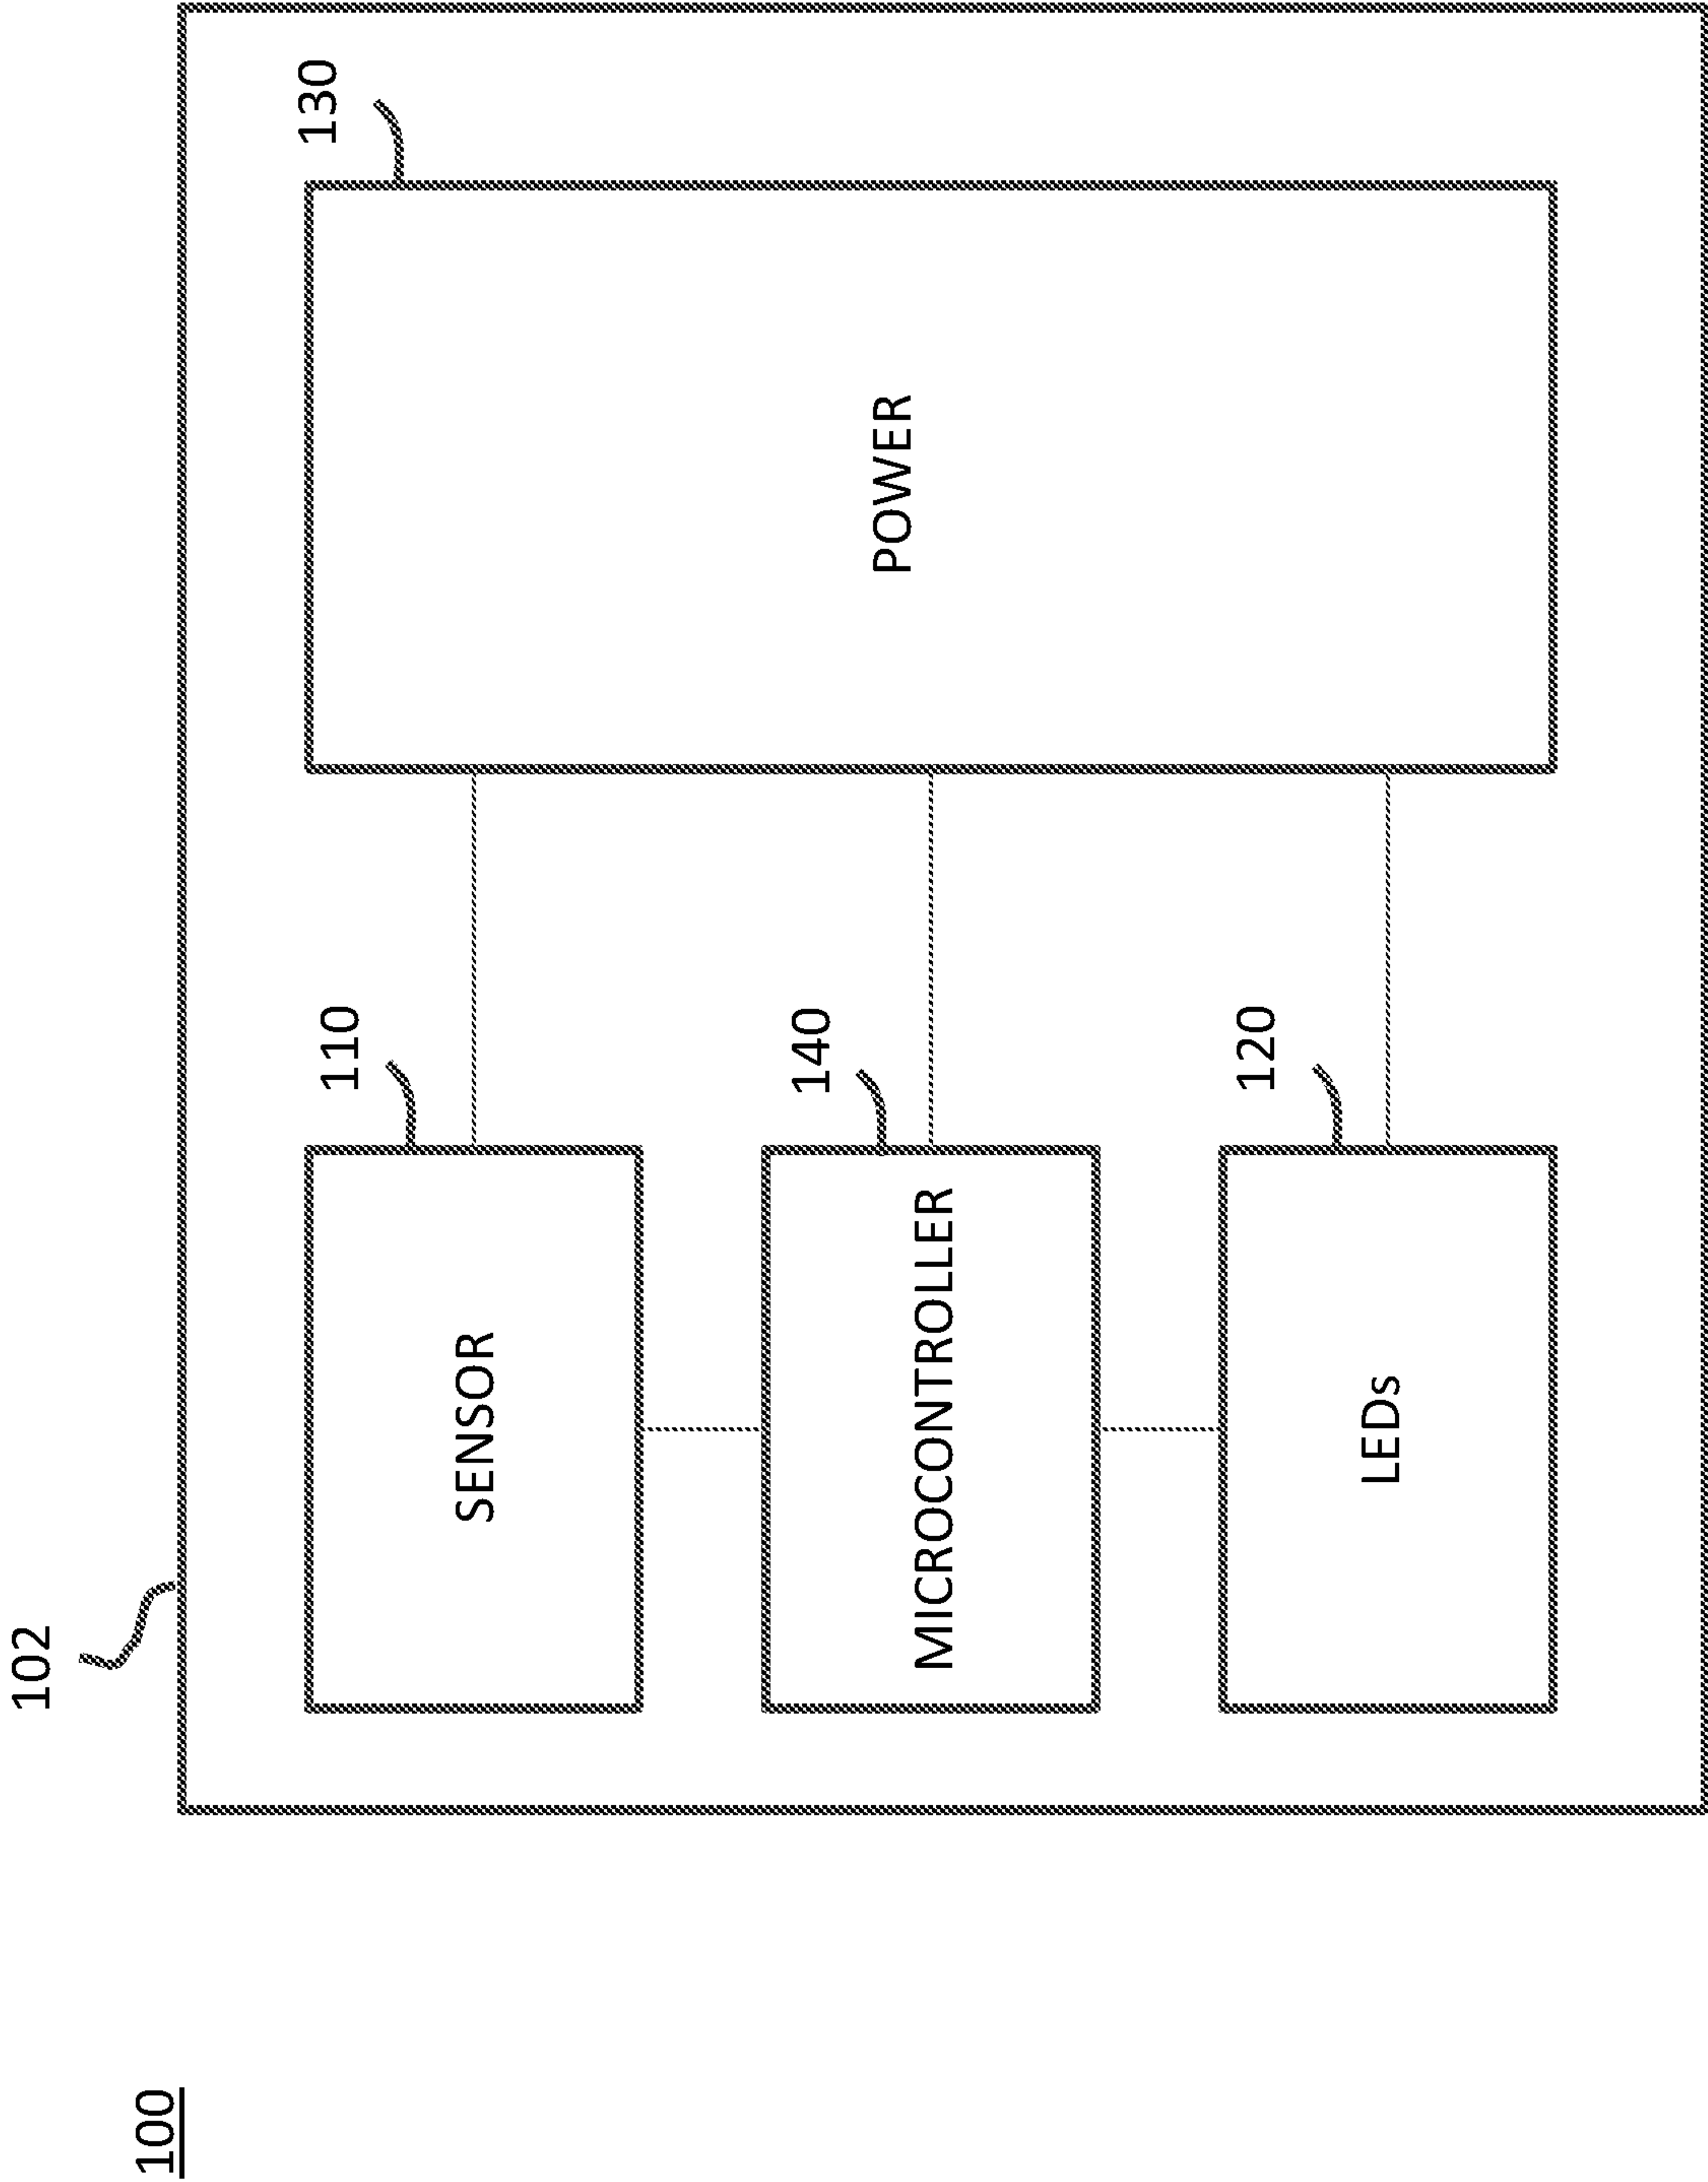 100
102
110
SENSOR
130
POWER
140
MICROCONTROLLER
120
LEDs